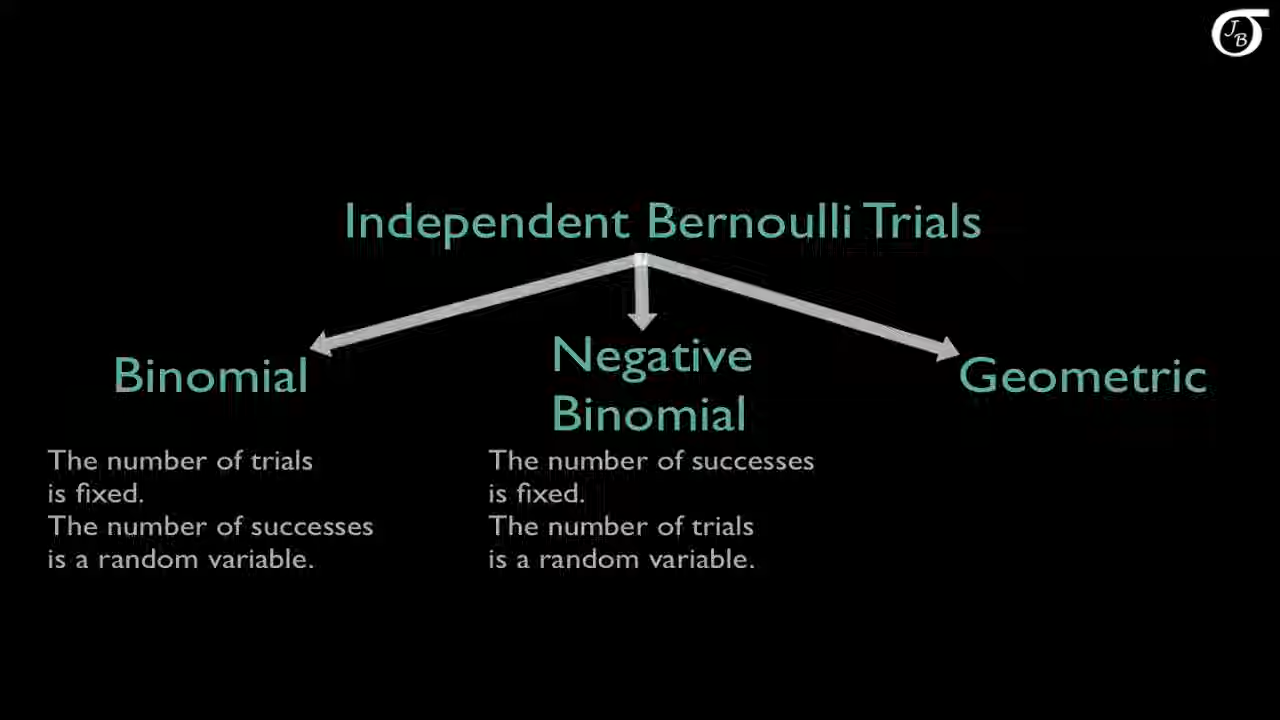 JB
Independent Bernoulli Trials
Binomial
Negative
Binomial
Geometric
The number of trials
is fixed.
The number of successes
is a random variable.
The number of successes
is fixed.
The number of trials
is a random variable.